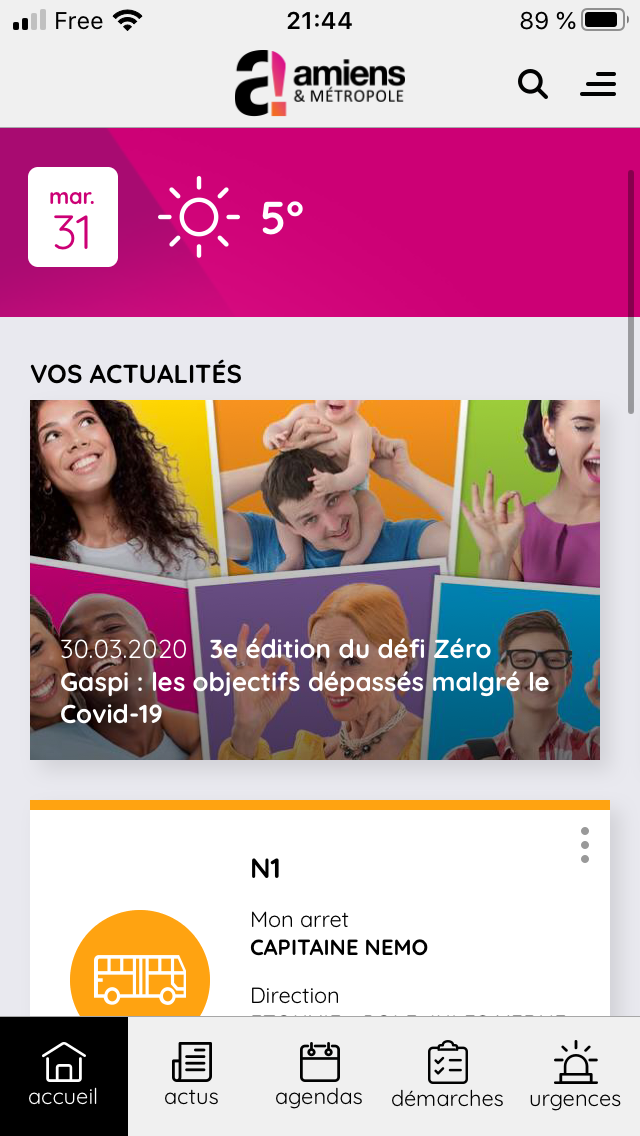 Free 21:44 89 %
a! amiens
& MÉTROPOLE
mar.
31
5°
VOS ACTUALITÉS
30.03.2020 3e édition du défi Zéro
Gaspi : les objectifs dépassés malgré le
Covid-19
N1
Mon arret
CAPITAINE NEMO
Direction
accueil actus agendas démarches urgences